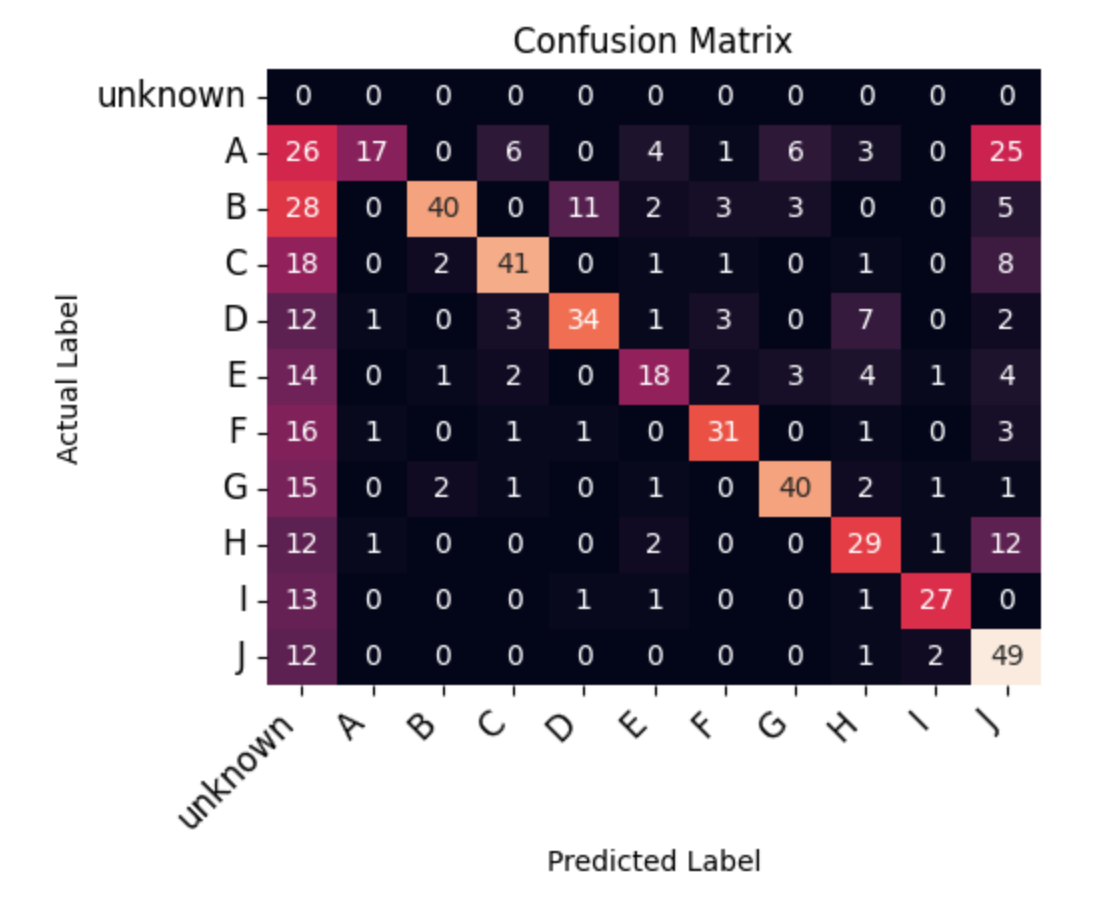 Confusion Matrix
unknown 0 0 0 0 0 0 0 0 0 0 0
A 26 17 0 6 0 4 1 6 3 0 25
B 28 0 40 0 11 2 3 3 0 0 5
C 18 0 2 41 0 1 1 0 1 0 8
D 12 1 0 3 34 1 3 0 7 0 2
E 14 0 1 2 0 18 2 3 4 1 4
F 16 1 0 1 1 0 31 0 1 0 3
G 15 0 2 1 0 1 0 40 2 1 1
H 12 1 0 0 0 2 0 0 29 1 12
I 13 0 0 0 1 1 0 0 1 27 0
J 12 0 0 0 0 0 0 0 1 2 49
Actual Label
unknown A B C D E F G H I J
Predicted Label